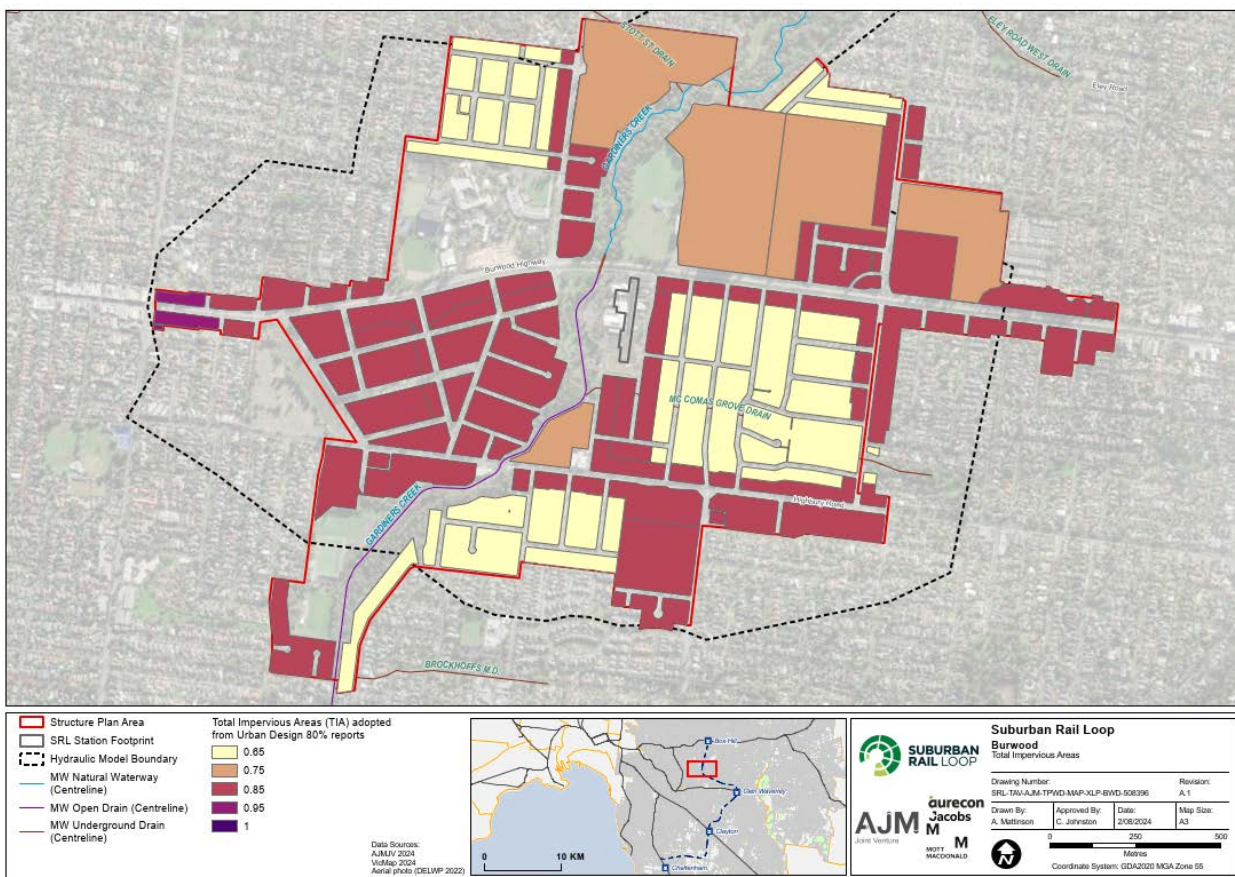 STOTT ST DRAIN
ELEY ROAD WEST DRAIN
Eley Road
GARDINERS CREEK
Burwood Highway
MC COMAS GROVE DRAIN
Highbury Road
GARDINERS CREEK
BROCKHOFFS M.D.
Structure Plan Area
SRL Station Footprint
Hydraulic Model Boundary
MW Natural Waterway
(Centreline)
MW Open Drain (Centreline)
MW Underground Drain
(Centreline)
Total Impervious Areas (TIA) adopted
from Urban Design 80% reports
0.65
0.75
0.85
0.95
1
Data Sources:
AJMJV 2024
VicMap 2024
Aerial photo (DELWP 2022)
Box Hill
Glen Waverley
Clayton
Cheltenham
0 10 KM
SUBURBAN
RAIL LOOP
AJM
Joint Venture
aurecon
Jacobs
M
M
MOTT
MACDONALD
Suburban Rail Loop
Burwood
Total Impervious Areas
Drawing Number: Revision:
SRL-TAV-AJM-TPWD-MAP-XLP-BWD-508396 A.1
Drawn By: Approved By: Date: Map Size:
A. Mattinson C. Johnston 2/08/2024 A3
N
0 250 500
Metres
Coordinate System: GDA2020 MGA Zone 55